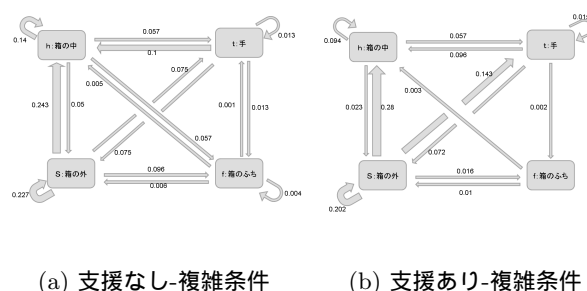 0.14
h:箱の中
0.057
0.1
t:手
0.013
0.005
0.075
0.243
0.05
0.001
0.013
0.075
0.057
S:箱の外
0.096
0.006
f:箱のふち
0.227
0.004
(a) 支援なし-複雑条件
0.094
h:箱の中
0.057
0.096
t:手
0.003
0.143
0.023
0.28
0.002
0.072
S:箱の外
0.016
0.01
f:箱のふち
0.202
(b) 支援あり-複雑条件